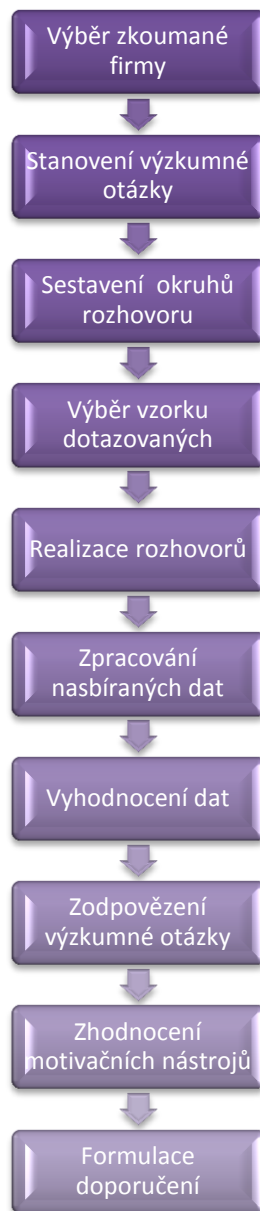 Výběr zkoumané
firmy
Stanovení výzkumné
otázky
Sestavení okruhů
rozhovoru
Výběr vzorku
dotazovaných
Realizace rozhovorů
Zpracování
nasbíraných dat
Vyhodnocení dat
Zodpovězení
výzkumné otázky
Zhodnocení
motivačních nástrojů
Formulace
doporučení